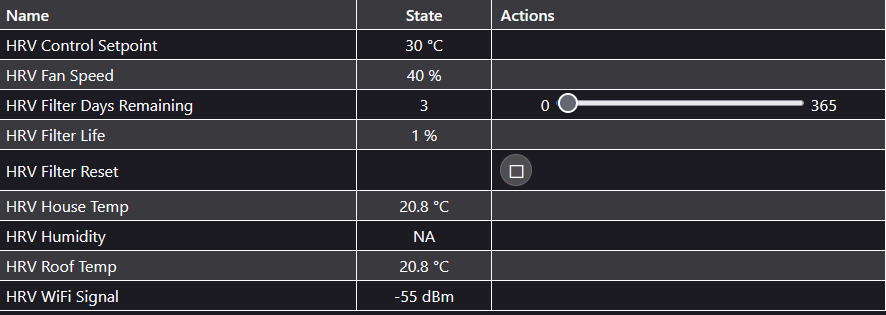 Name State Actions
HRV Control Setpoint 30 °C
HRV Fan Speed 40 %
HRV Filter Days Remaining 3 0 365
HRV Filter Life 1 %
HRV Filter Reset
HRV House Temp 20.8 °C
HRV Humidity NA
HRV Roof Temp 20.8 °C
HRV WiFi Signal -55 dBm